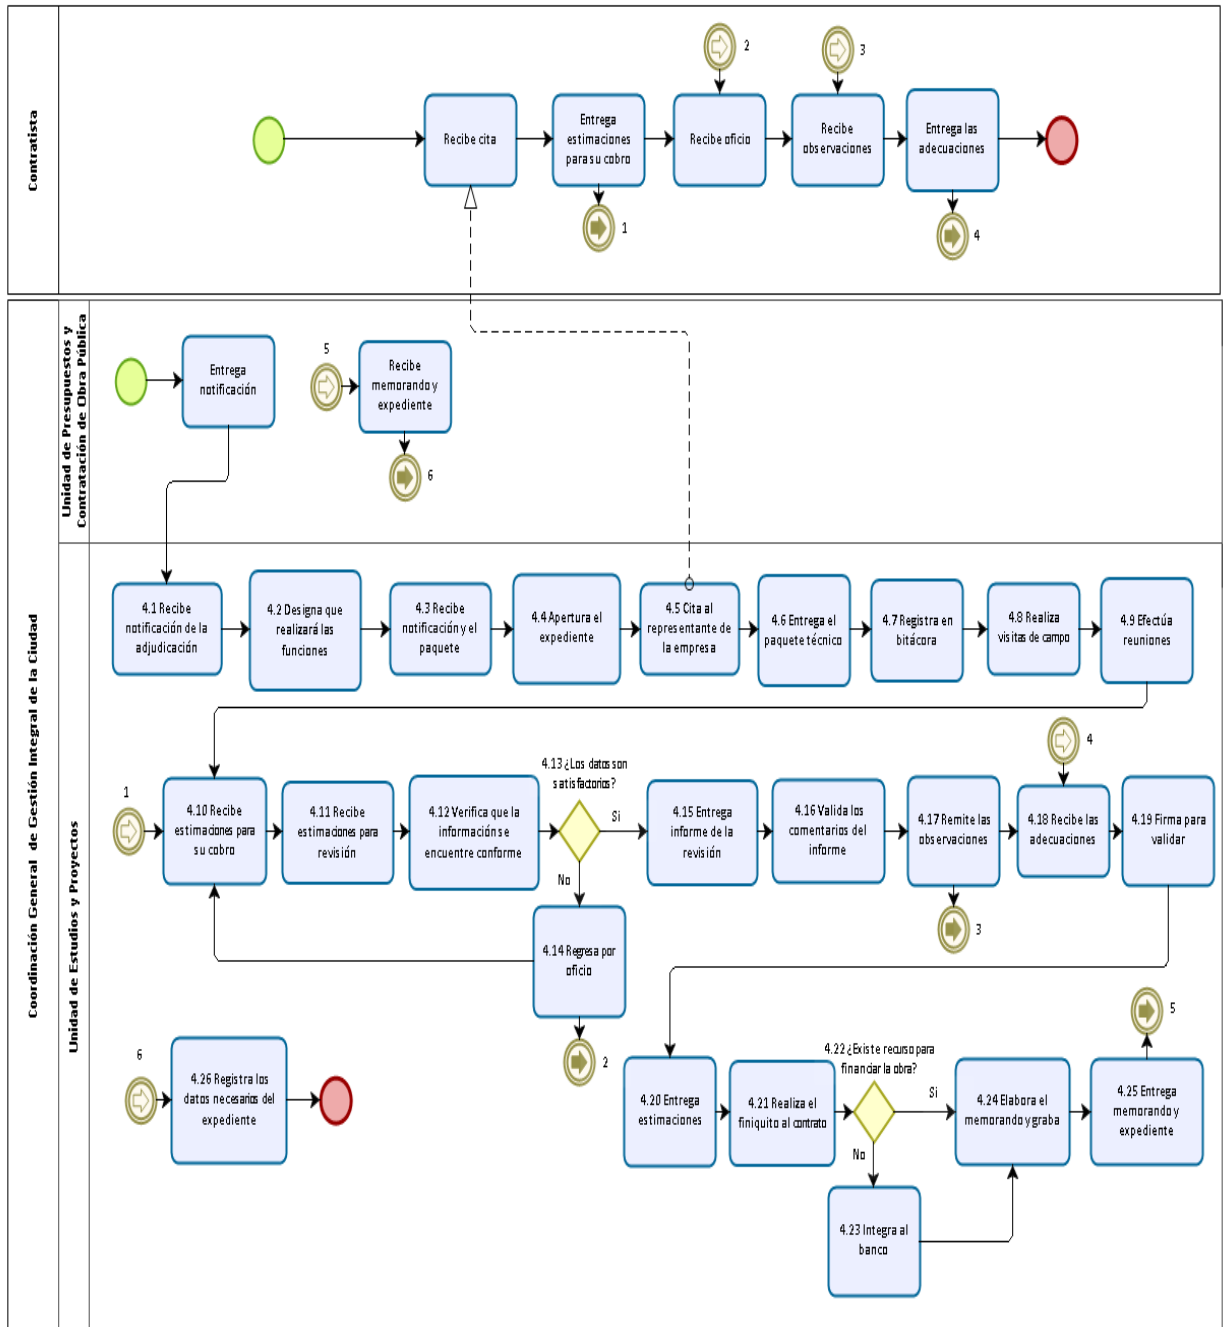 Contratista
2
3
Recibe cita
Entrega
estimaciones
para su cobro
Recibe oficio
Recibe
observaciones
Entrega las
adecuaciones
1
4
Coordinación General de Gestión Integral de la Ciudad
Unidad de Presupuestos y
Contratación de Obra Pública
Entrega
notificación
5
Recibe
memorando y
expediente
6
Unidad de Estudios y Proyectos
4.1 Recibe
notificación de la
adjudicación
4.2 Designa que
realizará las
funciones
4.3 Recibe
notificación y el
paquete
4.4 Apertura el
expediente
4.5 Cita al
representante de
la empresa
4.6 Entrega el
paquete técnico
4.7 Registra en
bitácora
4.8 Realiza
visitas de campo
4.9 Efectúa
reuniones
1
4.10 Recibe
estimaciones para
su cobro
4.11 Recibe
estimaciones para
revisión
4.12 Verifica que la
información se
encuentre conforme
4.13 ¿Los datos son
satisfactorios?
Si
No
4.14 Regresa por
oficio
2
4.15 Entrega
informe de la
revisión
4.16 Valida los
comentarios del
informe
4.17 Remite las
observaciones
3
4
4.18 Recibe las
adecuaciones
4.19 Firma para
validar
4.20 Entrega
estimaciones
4.21 Realiza el
finiquito al contrato
4.22 ¿Existe recurso para
financiar la obra?
Si
No
4.23 Integra al
banco
4.24 Elabora el
memorando y graba
4.25 Entrega
memorando y
expediente
5
6
4.26 Registra los
datos necesarios del
expediente